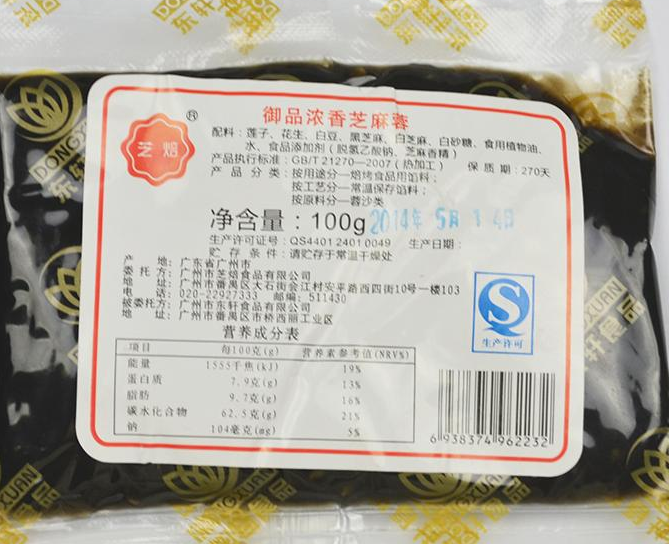 御品浓香芝麻蓉
芝焙®
配料：莲子、花生、白豆、黑芝麻、白芝麻、白砂糖、食用植物油、
水、食品添加剂（脱氢乙酸钠、芝麻香精）
产品执行标准：GB/T 21270—2007（热加工） 保质期：270天
产品分类：按用途分—焙烤食品用馅料；
按工艺分—常温保存馅料；
按原料分—蓉沙类
净含量：100g 2014年 5月 14日
生产许可证号：QS4401 2401 0049 生产日期：
贮存条件：请贮存于常温干燥处
产地：广东省广州市
委托方：广州市芝焙食品有限公司
地址：广州市番禺区大石街会江村安平路西四街10号一楼103
电话：020-22927333 邮编：511430
被委托方：广州市东轩食品有限公司
地址：广州市番禺区市桥西丽工业区
营养成分表
项目 每100克(g) 营养素参考值(NRV%)
能量 1555千焦(kJ) 19%
蛋白质 7.9克(g) 13%
脂肪 9.7克(g) 16%
碳水化合物 62.5克(g) 21%
钠 104毫克(mg) 5%
生产许可
6 938374 962232
DONGXUAN
东轩食品